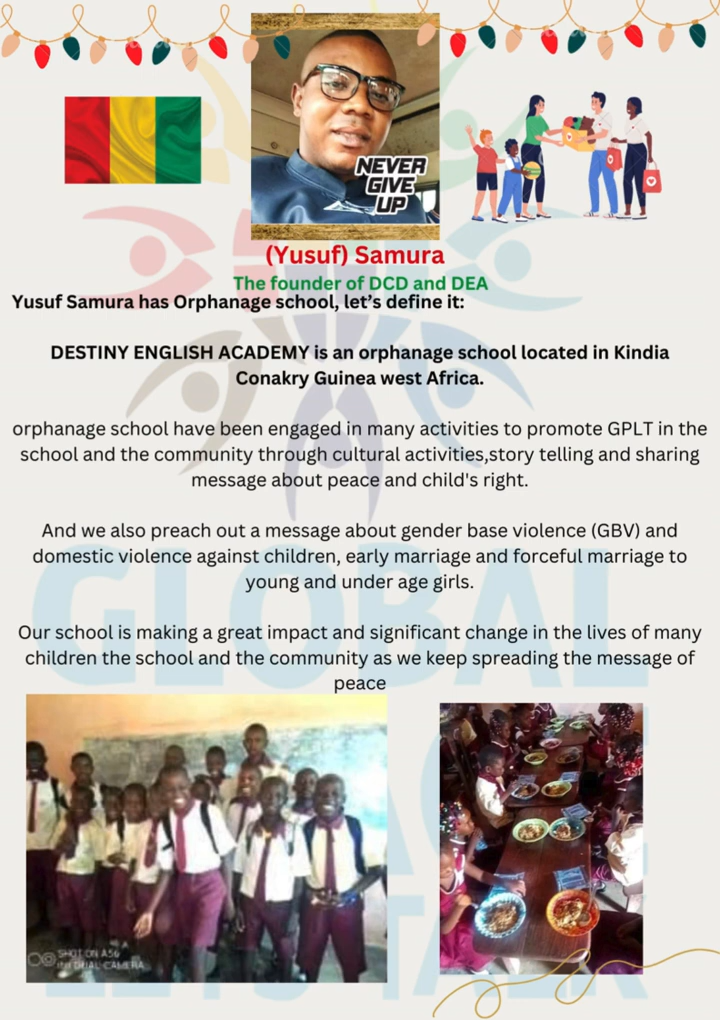 NEVER
GIVE
UP
(Yusuf) Samura
The founder of DCD and DEA
Yusuf Samura has Orphanage school, let's define it:
DESTINY ENGLISH ACADEMY is an orphanage school located in Kindia
Conakry Guinea west Africa.
orphanage school have been engaged in many activities to promote GPLT in the
school and the community through cultural activities,story telling and sharing
message about peace and child's right.
And we also preach out a message about gender base violence (GBV) and
domestic violence against children, early marriage and forceful marriage to
young and under age girls.
Our school is making a great impact and significant change in the lives of many
children the school and the community as we keep spreading the message of
peace
GLOBAL
PEACE
LET'S TALK
SHOT ON A56
DUAL CAMERA